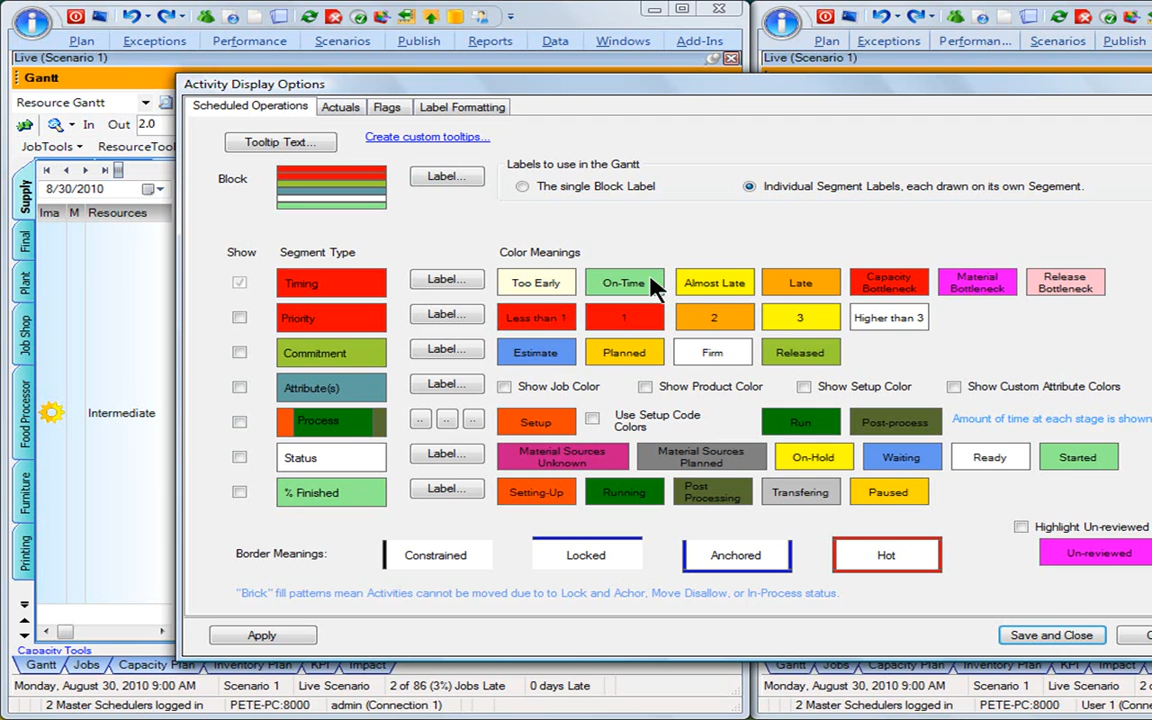 Plan Exceptions Performance Scenarios Publish Reports Data Windows Add-Ins
Plan Exceptions Performan... Scenarios Publish
Live (Scenario 1)
Live (Scenario 1)
Gantt
Activity Display Options
Resource Gantt
Scheduled Operations Actuals Flags Label Formatting
In Out 2.0
Tooltip Text... Create custom tooltips...
JobTools ResourceTool
Labels to use in the Gantt
Block Label... The single Block Label Individual Segment Labels, each drawn on its own Segement.
8/30/2010
Ima M Resources
Supply
Final
Plant
Job Shop
Food Processor
Furniture
Printing
Intermediate
Show Segment Type Color Meanings
Timing Label... Too Early On-Time Almost Late Late Capacity Bottleneck Material Bottleneck Release Bottleneck
Priority Label... Less than 1 1 2 3 Higher than 3
Commitment Label... Estimate Planned Firm Released
Attribute(s) Label... Show Job Color Show Product Color Show Setup Color Show Custom Attribute Colors
Process .. .. .. Setup Use Setup Code Colors Run Post-process Amount of time at each stage is shown
Status Label... Material Sources Unknown Material Sources Planned On-Hold Waiting Ready Started
% Finished Label... Setting-Up Running Post Processing Transfering Paused
Highlight Un-reviewed
Border Meanings: Constrained Locked Anchored Hot Un-reviewed
"Brick" fill patterns mean Activities cannot be moved due to to Lock and Achor, Move Disallow, or In-Process status.
Apply Save and Close
Capacity Tools
Gantt Jobs Capacity Plan Inventory Plan KPI Impact
Gantt Jobs Capacity Plan Inventory Plan KPI Impact
Monday, August 30, 2010 9:00 AM Scenario 1 Live Scenario 2 of 86 (3%) Jobs Late 0 days Late
Monday, August 30, 2010 9:00 AM Scenario 1 Live Scenario 2
2 Master Schedulers logged in PETE-PC:8000 admin (Connection 1)
2 Master Schedulers logged in PETE-PC:8000 User 1 (Conne